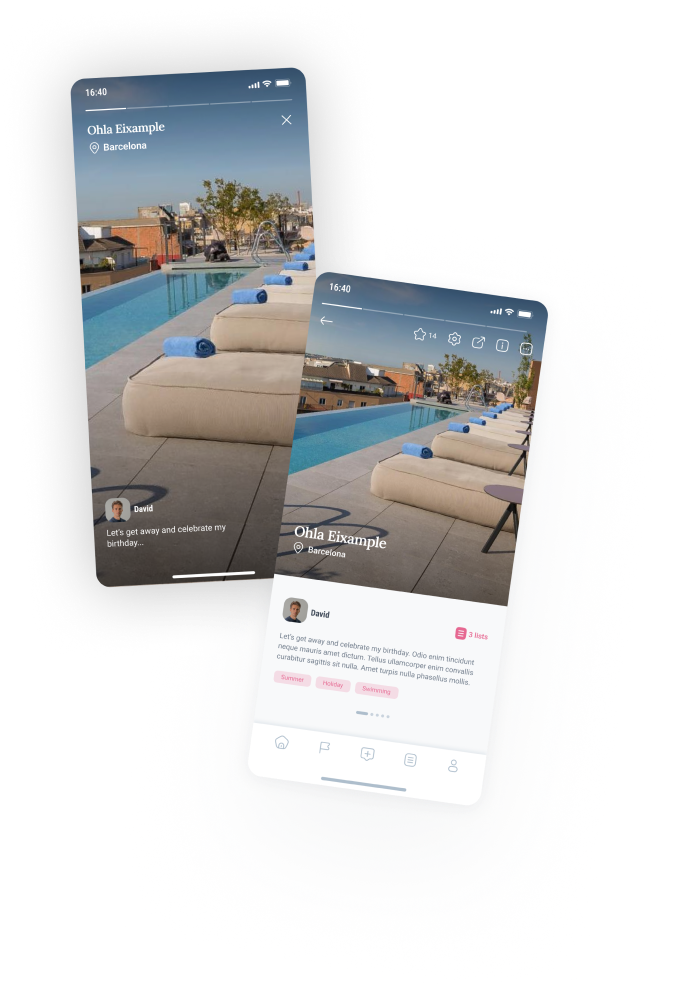 16:40
Ohla Eixample
Barcelona
David
Let's get away and celebrate my
birthday...
16:40
14
Ohla Eixample
Barcelona
David
3 lists
Let's get away and celebrate my birthday. Odio enim tincidunt
neque mauris amet dictum. Tellus ullamcorper enim convallis
curabitur sagittis sit nulla. Amet turpis nulla phasellus mollis.
Summer
Holiday
Swimming